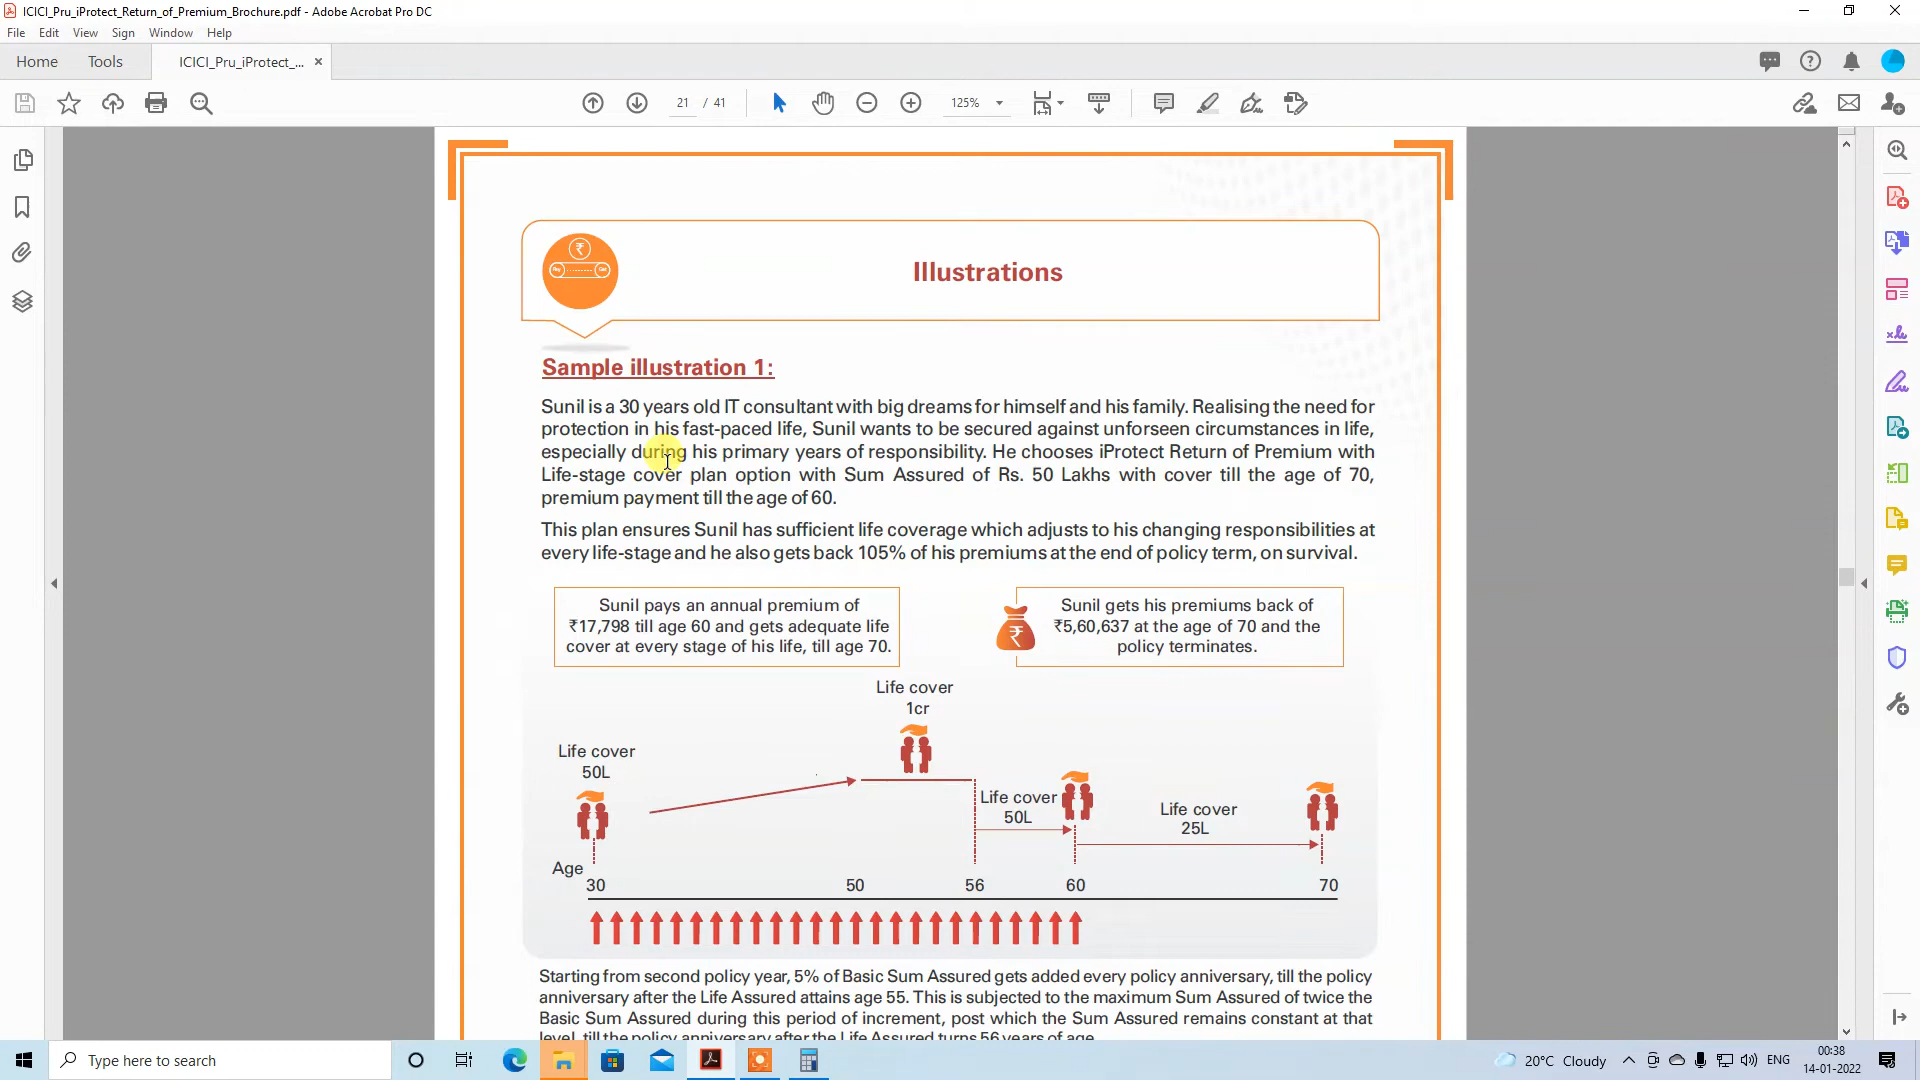 ICICI_Pru_iProtect_Return_of_Premium_Brochure.pdf - Adobe Acrobat Pro DC
File Edit View Sign Window Help
Home Tools ICICI_Pru_iProtect_... ×
21 / 41 125%
₹
Illustrations
Sample illustration 1:
Sunil is a 30 years old IT consultant with big dreams for himself and his family. Realising the need for
protection in his fast-paced life, Sunil wants to be secured against unforseen circumstances in life,
especially during his primary years of responsibility. He chooses iProtect Return of Premium with
Life-stage cover plan option with Sum Assured of Rs. 50 Lakhs with cover till the age of 70,
premium payment till the age of 60.
This plan ensures Sunil has sufficient life coverage which adjusts to his changing responsibilities at
every life-stage and he also gets back 105% of his premiums at the end of policy term, on survival.
Sunil pays an annual premium of
₹17,798 till age 60 and gets adequate life
cover at every stage of his life, till age 70.
₹
Sunil gets his premiums back of
₹5,60,637 at the age of 70 and the
policy terminates.
Life cover
1cr
Life cover
50L
Life cover
50L
Life cover
25L
Age
30 50 56 60 70
Starting from second policy year, 5% of Basic Sum Assured gets added every policy anniversary, till the policy
anniversary after the Life Assured attains age 55. This is subjected to the maximum Sum Assured of twice the
Basic Sum Assured during this period of increment, post which the Sum Assured remains constant at that
level, till the policy anniversary after the Life Assured turns 56 years of age.
Type here to search
20°C Cloudy ENG
00:38
14-01-2022